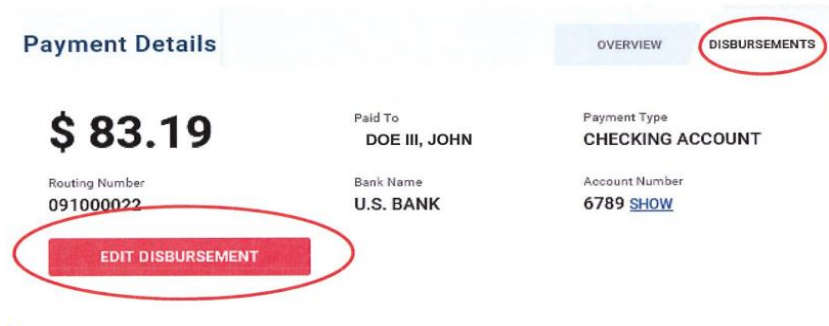 Payment Details
OVERVIEW
DISBURSEMENTS
$ 83.19
Paid To
DOE III, JOHN
Payment Type
CHECKING ACCOUNT
Routing Number
091000022
Bank Name
U.S. BANK
Account Number
6789 SHOW
EDIT DISBURSEMENT